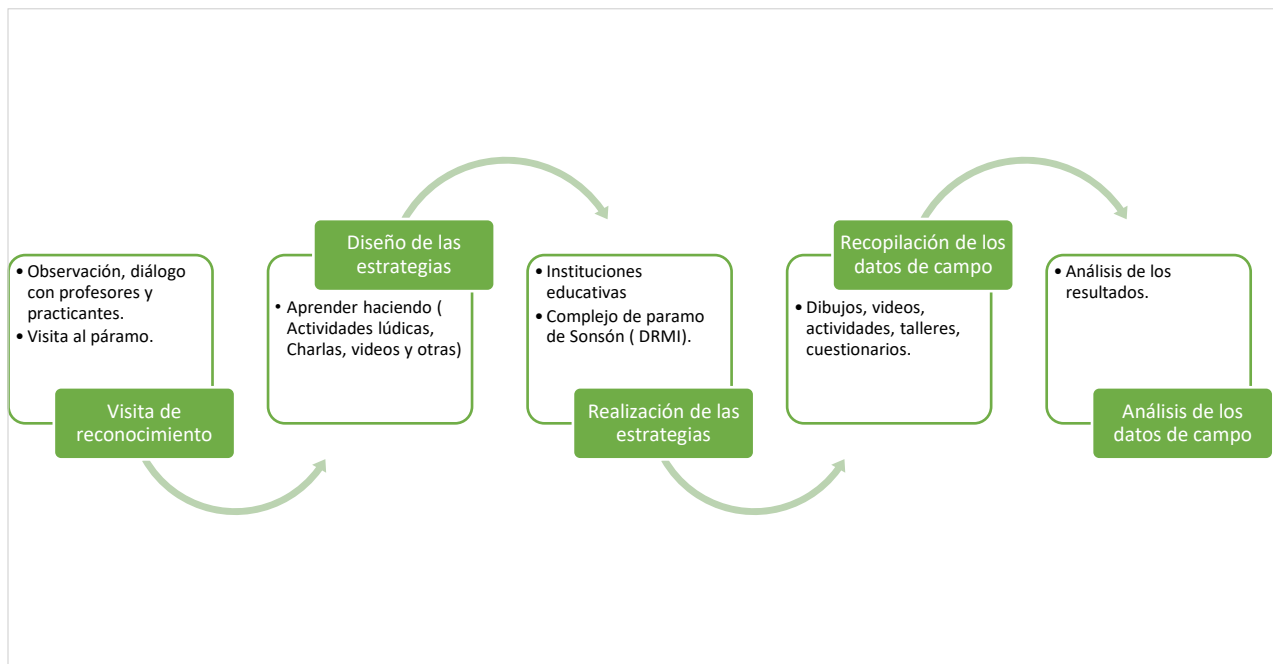 • Observación, diálogo
con profesores y
practicantes.
• Visita al páramo.
Visita de
reconocimiento
Diseño de las
estrategias
• Aprender haciendo (
Actividades lúdicas,
Charlas, videos y otras)
• Instituciones
educativas
• Complejo de paramo
de Sonsón ( DRMI).
Realización de las
estrategias
Recopilación de los
datos de campo
• Dibujos, videos,
actividades, talleres,
cuestionarios.
• Análisis de los
resultados.
Análisis de los
datos de campo